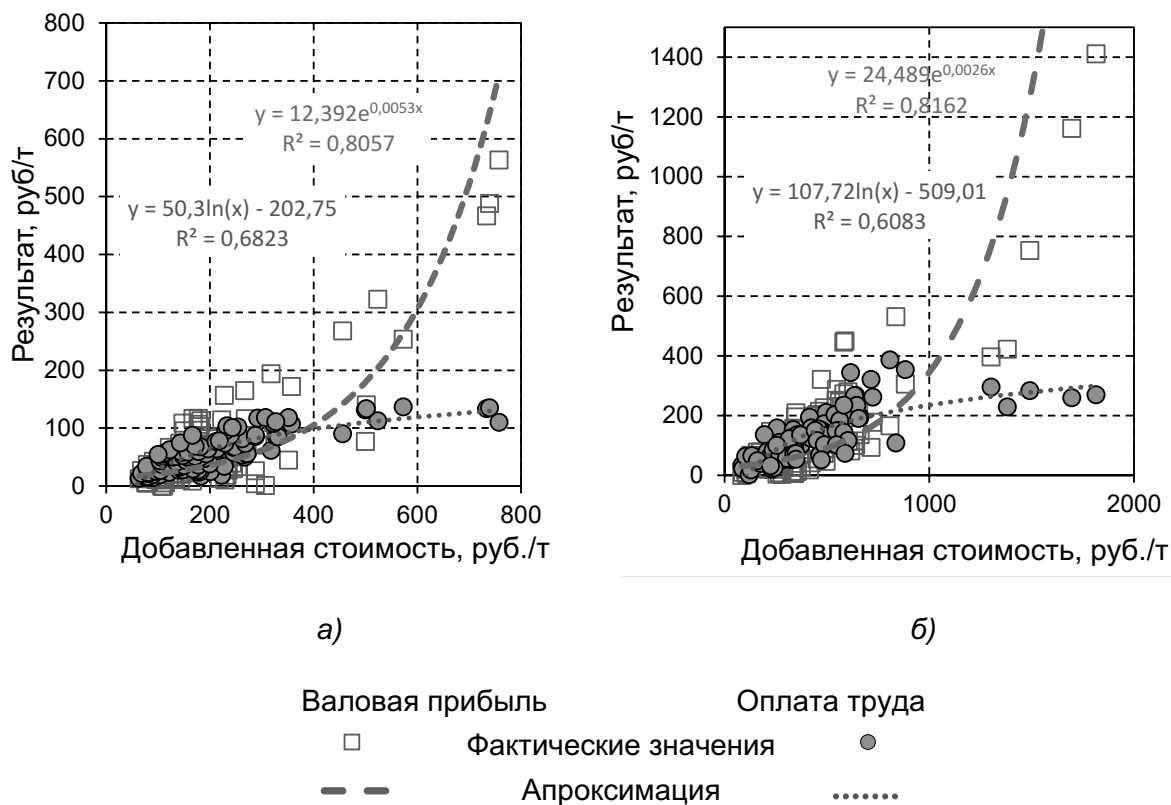 800
700
600
500
400
300
200
100
0
Результат, руб/т
y = 12,392e^0,0053x
R² = 0,8057
y = 50,3ln(x) - 202,75
R² = 0,6823
0 200 400 600 800
Добавленная стоимость, руб./т
а)
1400
1200
1000
800
600
400
200
0
Результат, руб/т
y = 24,489e^0,0026x
R² = 0,8162
y = 107,72ln(x) - 509,01
R² = 0,6083
0 1000 2000
Добавленная стоимость, руб./т
б)
Валовая прибыль Оплата труда
Фактические значения
Апроксимация